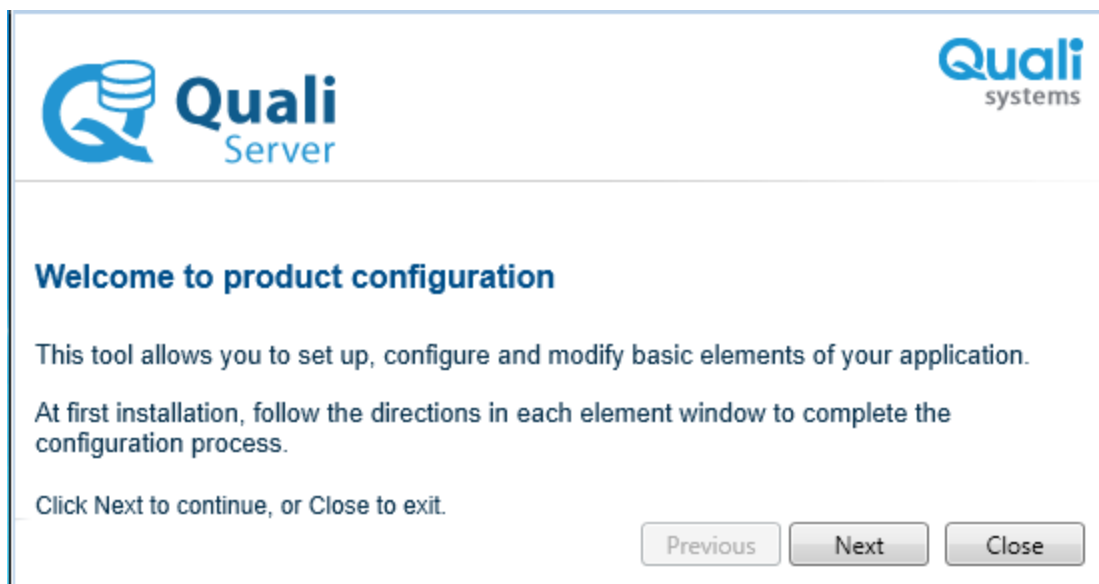 Quali
Server
Quali
systems
Welcome to product configuration
This tool allows you to set up, configure and modify basic elements of your application.
At first installation, follow the directions in each element window to complete the
configuration process.
Click Next to continue, or Close to exit.
Previous Next Close